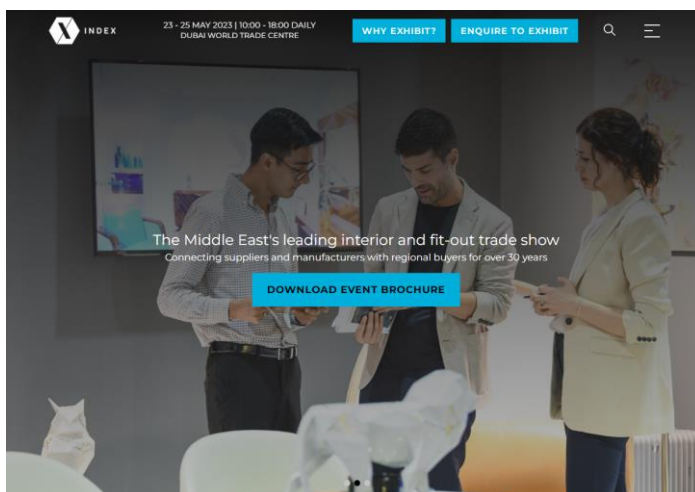 INDEX
23 - 25 MAY 2023 | 10:00 - 18:00 DAILY
DUBAI WORLD TRADE CENTRE
WHY EXHIBIT?
ENQUIRE TO EXHIBIT
The Middle East's leading interior and fit-out trade show
Connecting suppliers and manufacturers with regional buyers for over 30 years
DOWNLOAD EVENT BROCHURE